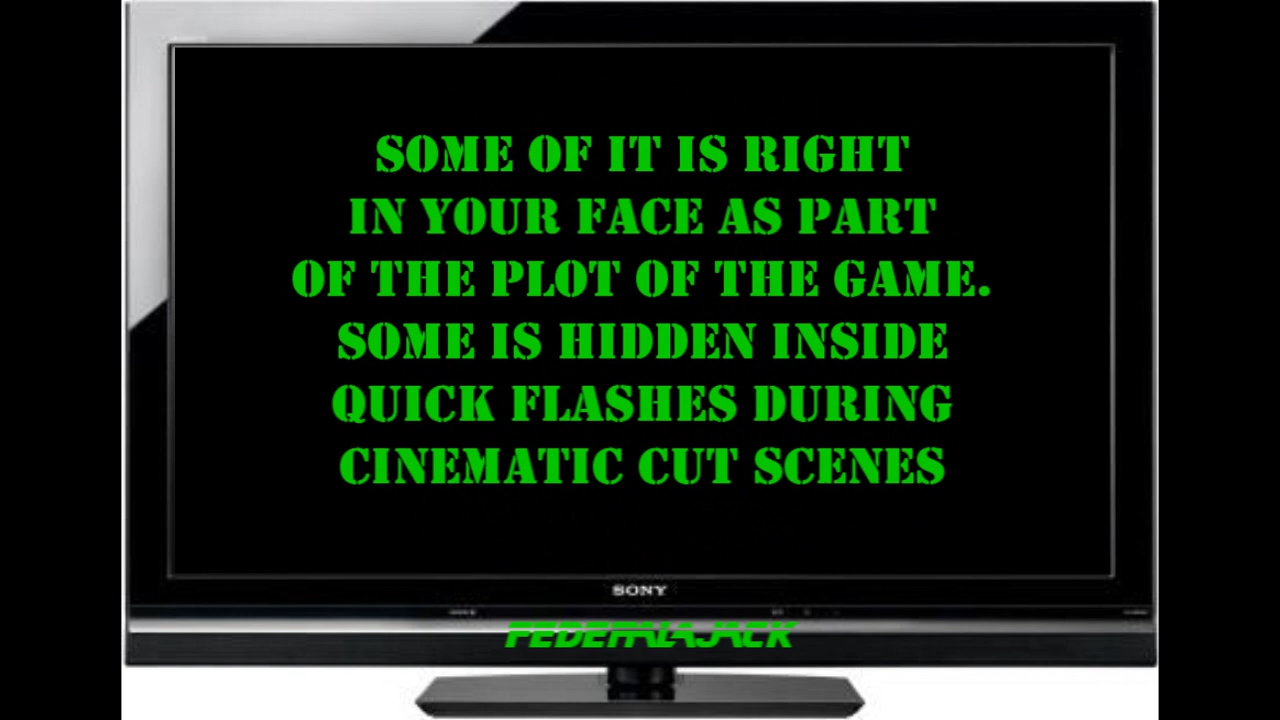 SOME OF IT IS RIGHT
IN YOUR FACE AS PART
OF THE PLOT OF THE GAME.
SOME IS HIDDEN INSIDE
QUICK FLASHES DURING
CINEMATIC CUT SCENES
SONY